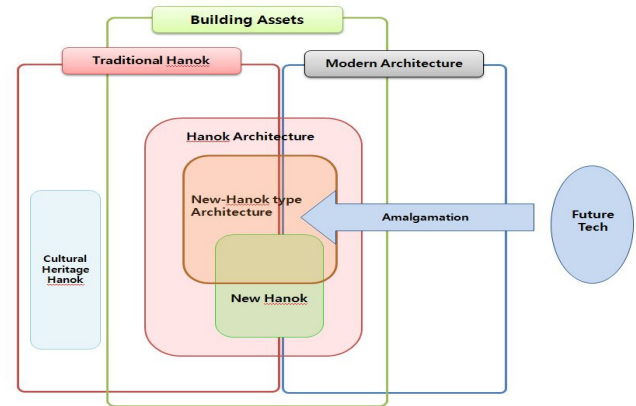 Building Assets
Traditional Hanok
Modern Architecture
Hanok Architecture
New-Hanok type
Architecture
Amalgamation
Future
Tech
Cultural
Heritage
Hanok
New Hanok